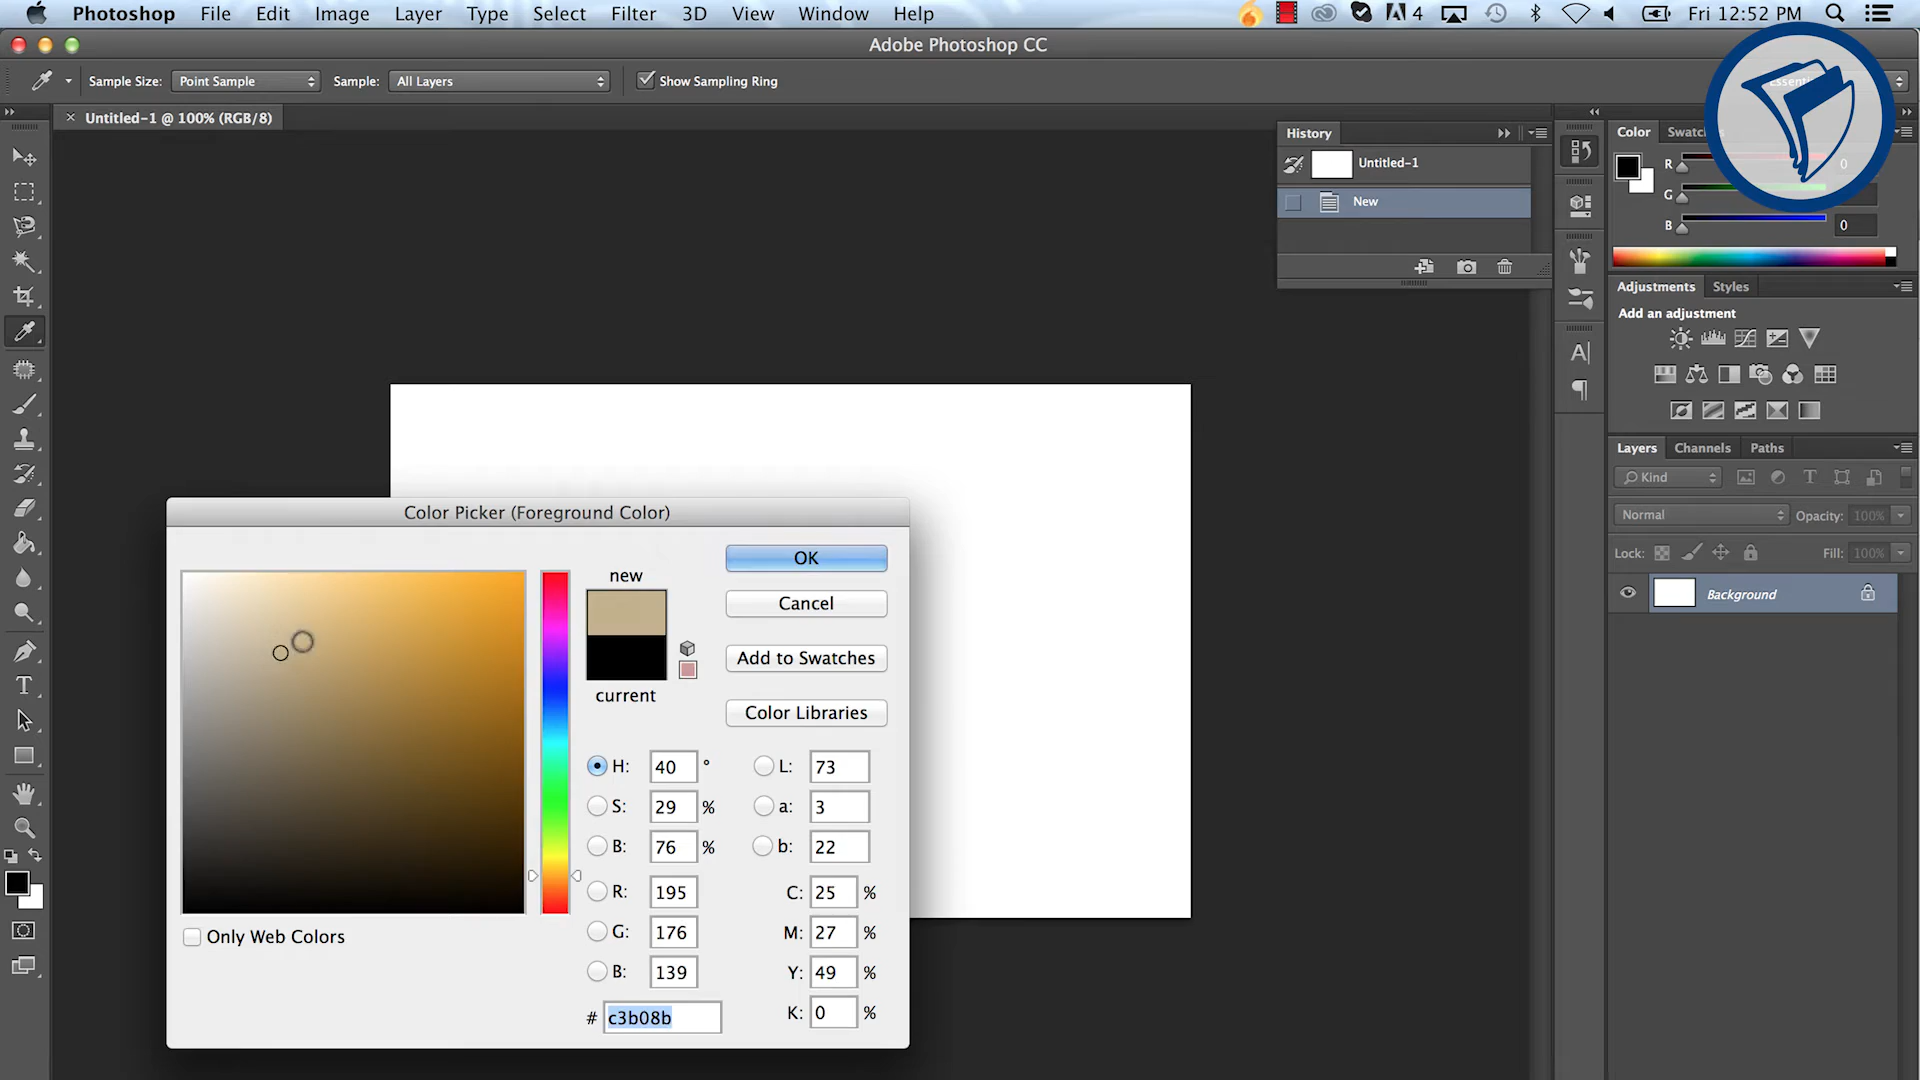 Photoshop File Edit Image Layer Type Select Filter 3D View Window Help 4 Fri 12:52 PM
Adobe Photoshop CC
Sample Size: Point Sample Sample: All Layers Show Sampling Ring
Untitled-1 @ 100% (RGB/8)
History
Untitled-1
New
Color
R 0
G
B 0
Adjustments Styles
Add an adjustment
Layers Channels Paths
Kind
Normal Opacity: 100%
Lock: Fill: 100%
Background
Color Picker (Foreground Color)
new
current
OK
Cancel
Add to Swatches
Color Libraries
H: 40 ° L: 73
S: 29 % a: 3
B: 76 % b: 22
R: 195 C: 25 %
G: 176 M: 27 %
B: 139 Y: 49 %
# c3b08b K: 0 %
Only Web Colors